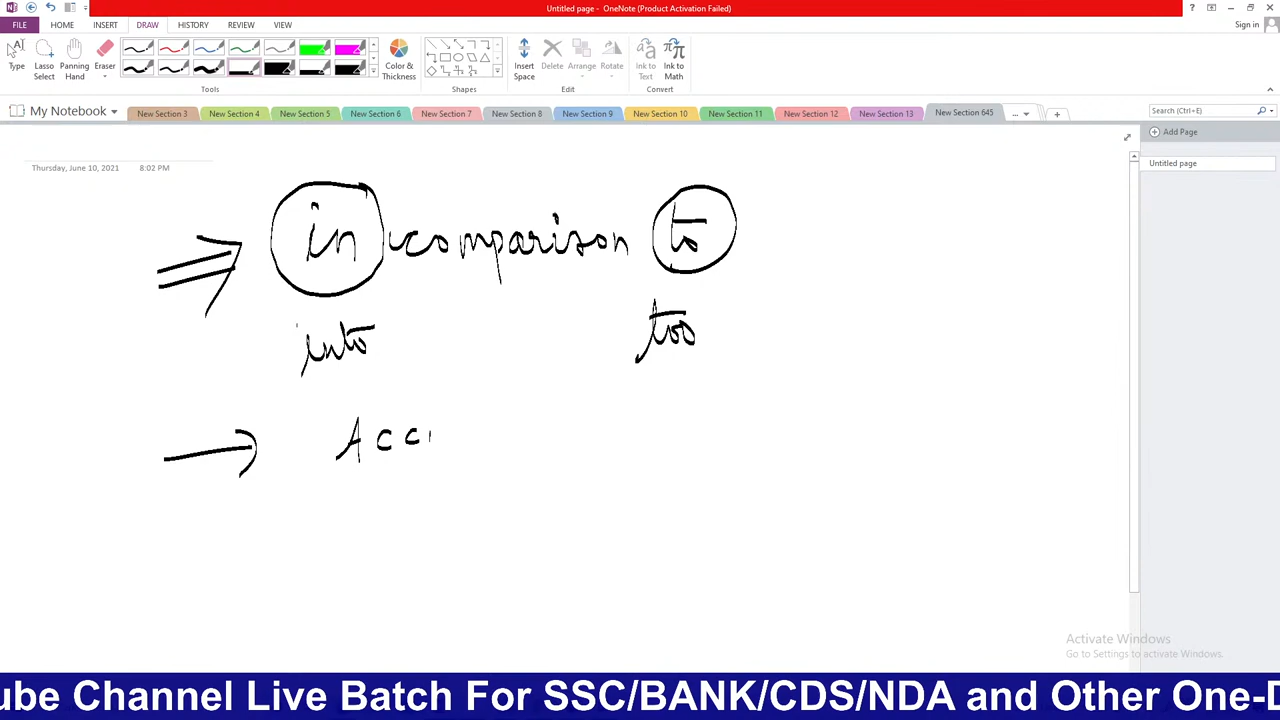 Untitled page - OneNote (Product Activation Failed)
FILE HOME INSERT DRAW HISTORY REVIEW VIEW
Sign in
Type Lasso Select Panning Hand Eraser Color & Thickness Insert Space Delete Arrange Rotate Ink to Text Ink to Math
Tools Shapes Edit Convert
My Notebook New Section 3 New Section 4 New Section 5 New Section 6 New Section 7 New Section 8 New Section 9 New Section 10 New Section 11 New Section 12 New Section 13 New Section 645 ... Search (Ctrl+E)
Add Page
Untitled page
Thursday, June 10, 2021 8:02 PM
in comparison to
into too
Acc
Activate Windows
Go to Settings to activate Windows.
ube Channel Live Batch For SSC/BANK/CDS/NDA and Other One-D